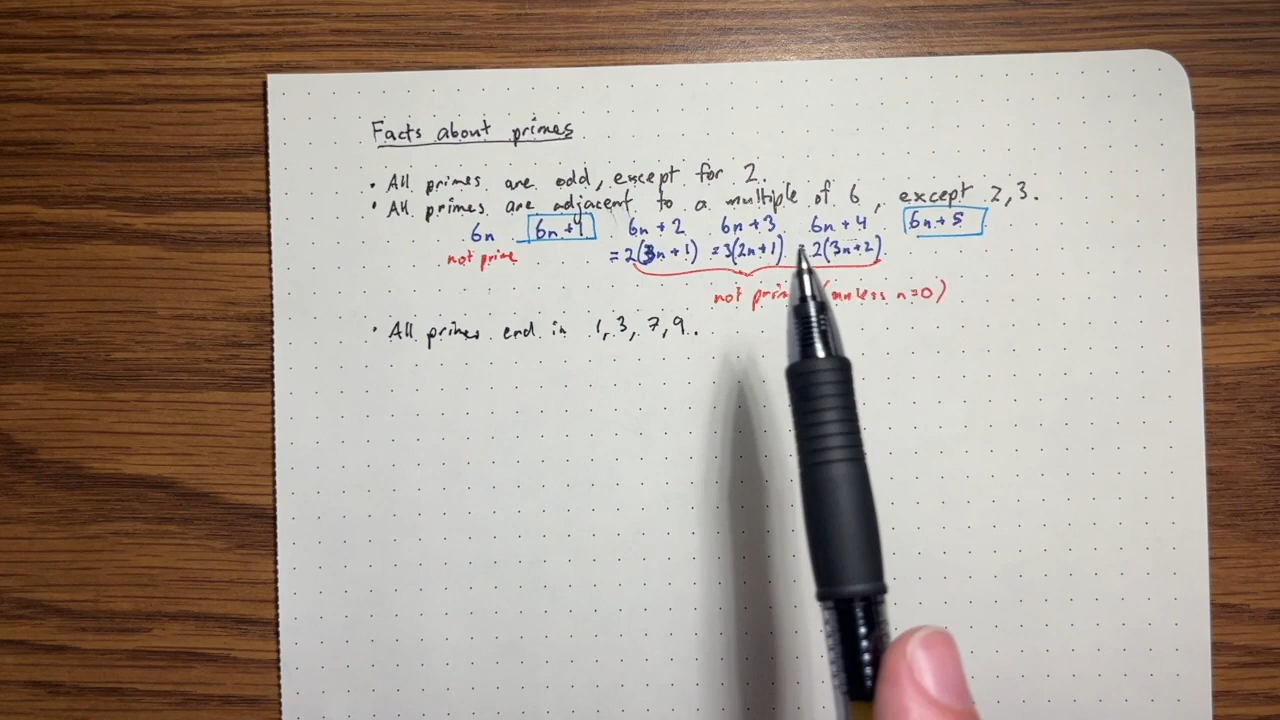 Facts about primes
• All primes are odd, except for 2.
• All primes are adjacent to a multiple of 6, except 2,3.
6n 6n+1 6n+2 6n+3 6n+4 6n+5
not prime = 2(3n+1) = 3(2n+1) = 2(3n+2)
not (unless n=0)
• All primes end in 1, 3, 7, 9.